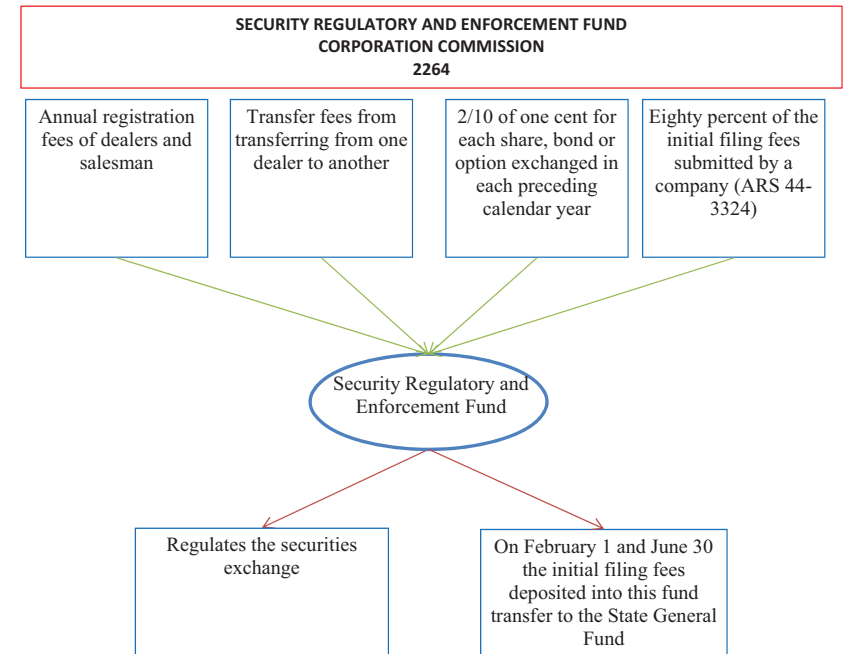 SECURITY REGULATORY AND ENFORCEMENT FUND
CORPORATION COMMISSION
2264
Annual registration
fees of dealers and
salesman
Transfer fees from
transferring from one
dealer to another
2/10 of one cent for
each share, bond or
option exchanged in
each preceding
calendar year
Eighty percent of the
initial filing fees
submitted by a
company (ARS 44-
3324)
Security Regulatory and
Enforcement Fund
Regulates the securities
exchange
On February 1 and June 30
the initial filing fees
deposited into this fund
transfer to the State General
Fund